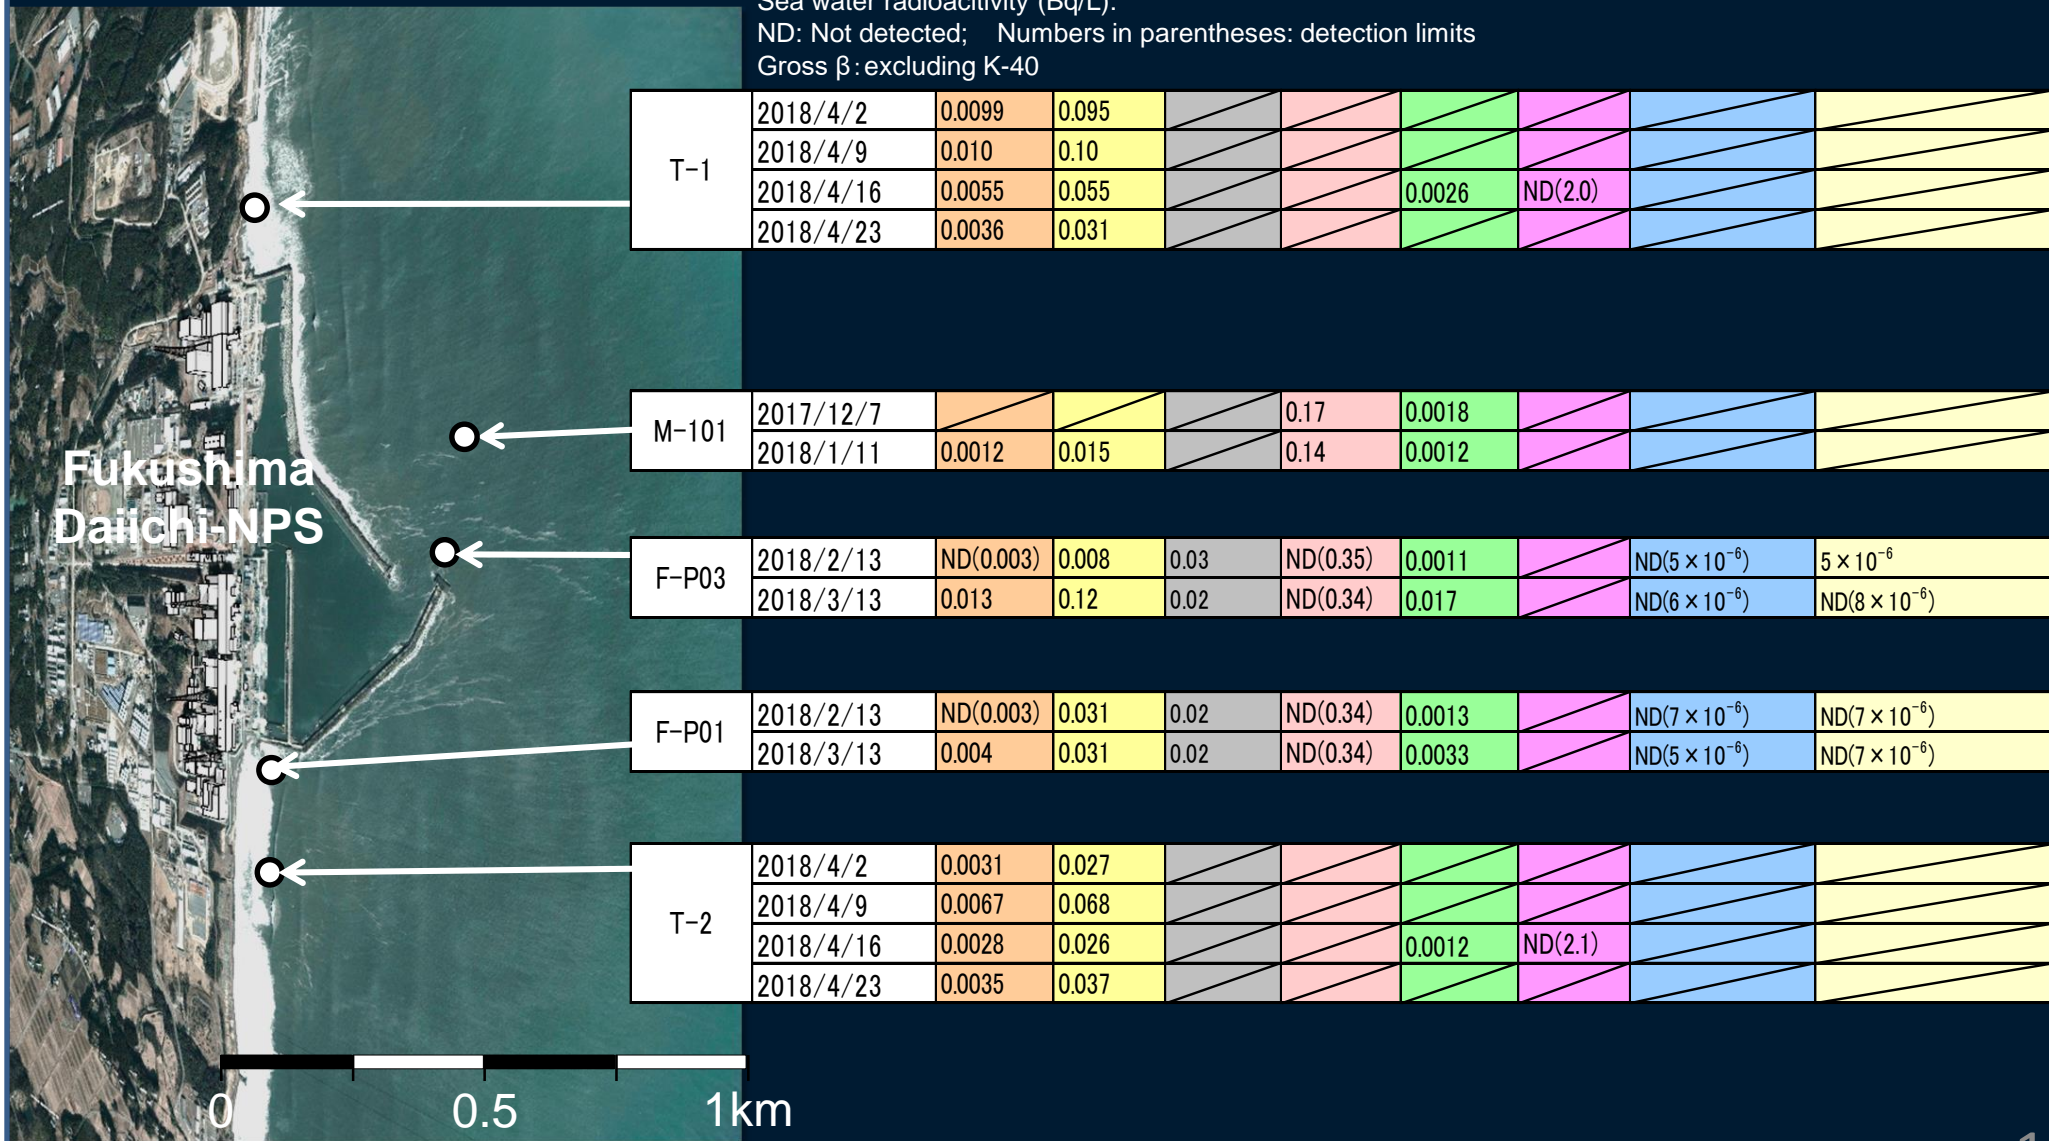 Sea water radioacitivity (Bq/L).
ND: Not detected; Numbers in parentheses: detection limits
Gross β：excluding K-40
T-1
2018/4/2 0.0099 0.095
2018/4/9 0.010 0.10
2018/4/16 0.0055 0.055 0.0026 ND(2.0)
2018/4/23 0.0036 0.031
M-101
2017/12/7 0.17 0.0018
2018/1/11 0.0012 0.015 0.14 0.0012
Fukushima
Daiichi-NPS
F-P03
2018/2/13 ND(0.003) 0.008 0.03 ND(0.35) 0.0011 ND(5×10⁻⁶) 5×10⁻⁶
2018/3/13 0.013 0.12 0.02 ND(0.34) 0.017 ND(6×10⁻⁶) ND(8×10⁻⁶)
F-P01
2018/2/13 ND(0.003) 0.031 0.02 ND(0.34) 0.0013 ND(7×10⁻⁶) ND(7×10⁻⁶)
2018/3/13 0.004 0.031 0.02 ND(0.34) 0.0033 ND(5×10⁻⁶) ND(7×10⁻⁶)
T-2
2018/4/2 0.0031 0.027
2018/4/9 0.0067 0.068
2018/4/16 0.0028 0.026 0.0012 ND(2.1)
2018/4/23 0.0035 0.037
0 0.5 1km